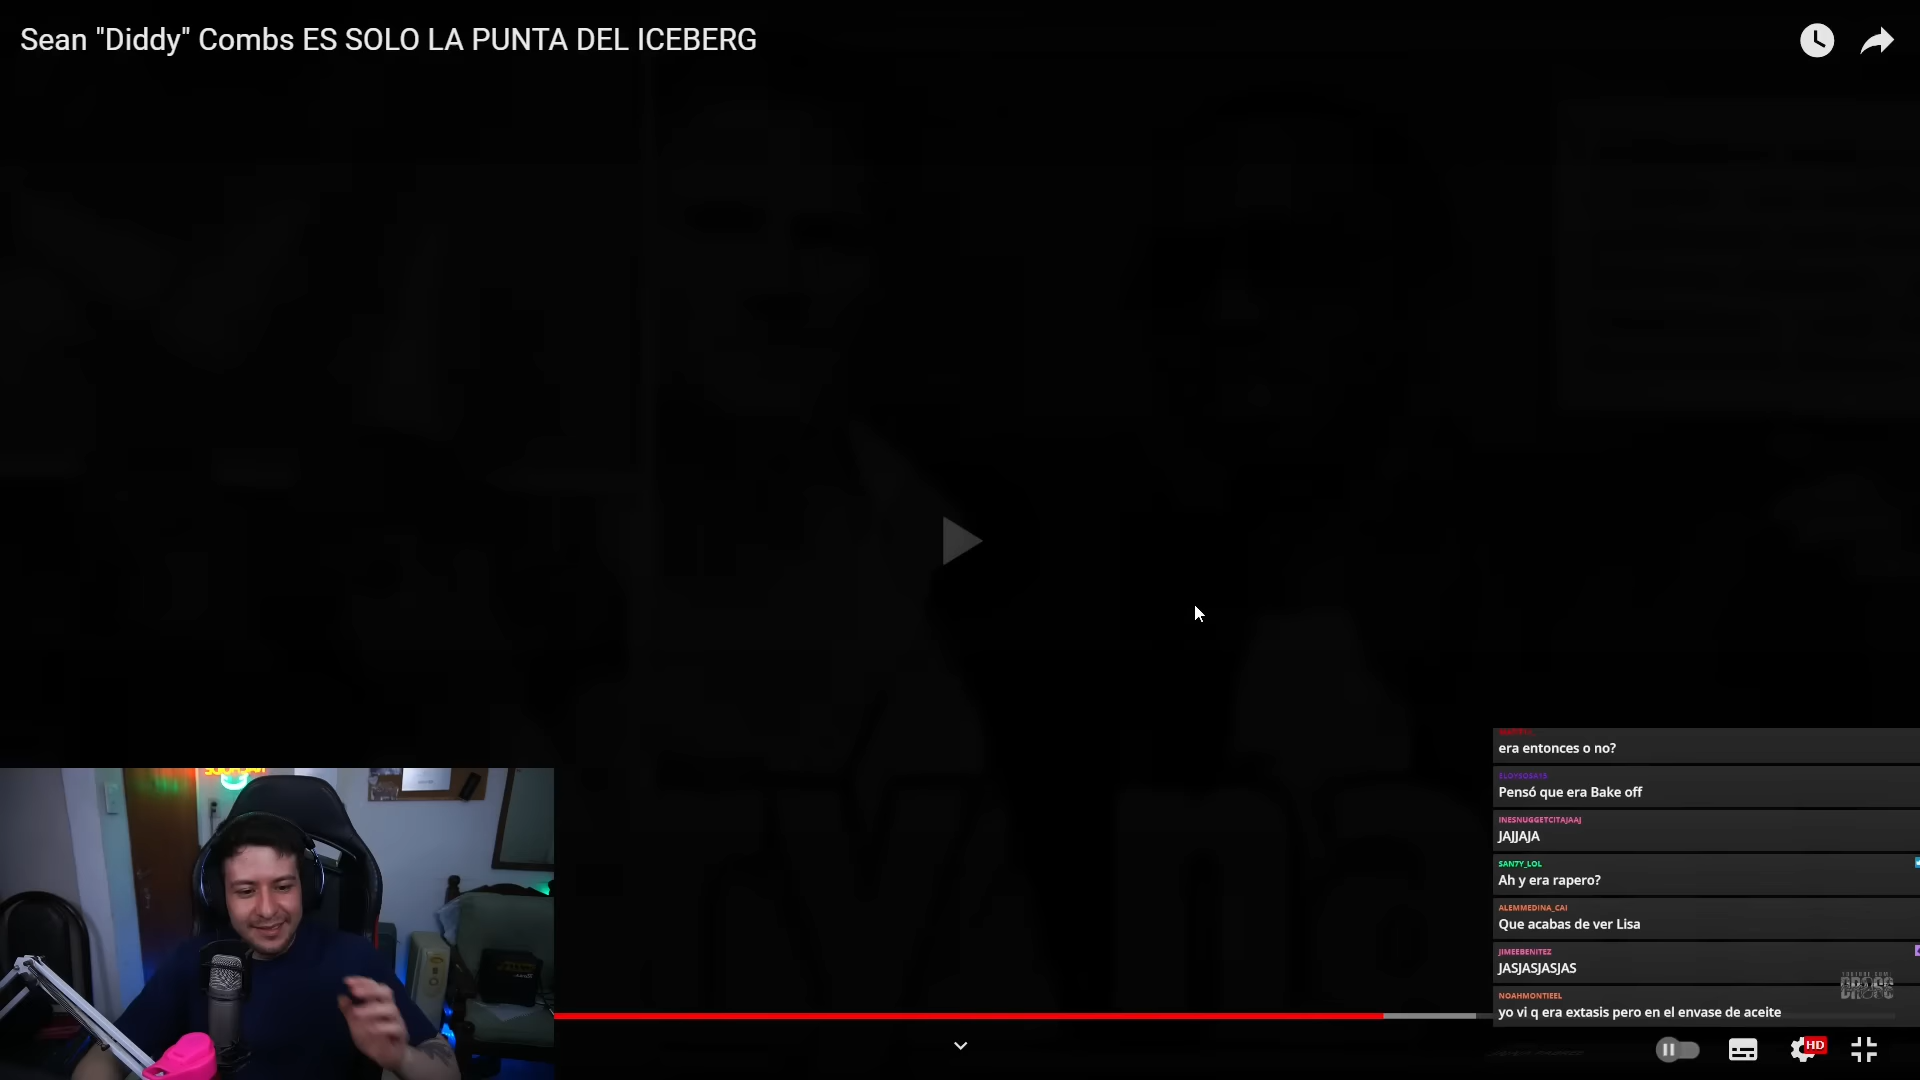 Sean "Diddy" Combs ES SOLO LA PUNTA DEL ICEBERG
era entonces o no?
ELOYSOSA15
Pensó que era Bake off
INESNUGGETCITAJAAJ
JAJJAJA
SAN7Y_LOL
Ah y era rapero?
ALEMMEDINA_CAI
Que acabas de ver Lisa
JIMEEBENITEZ
JASJASJASJAS
NOAHMONTIEEL
yo vi q era extasis pero en el envase de aceite
HD